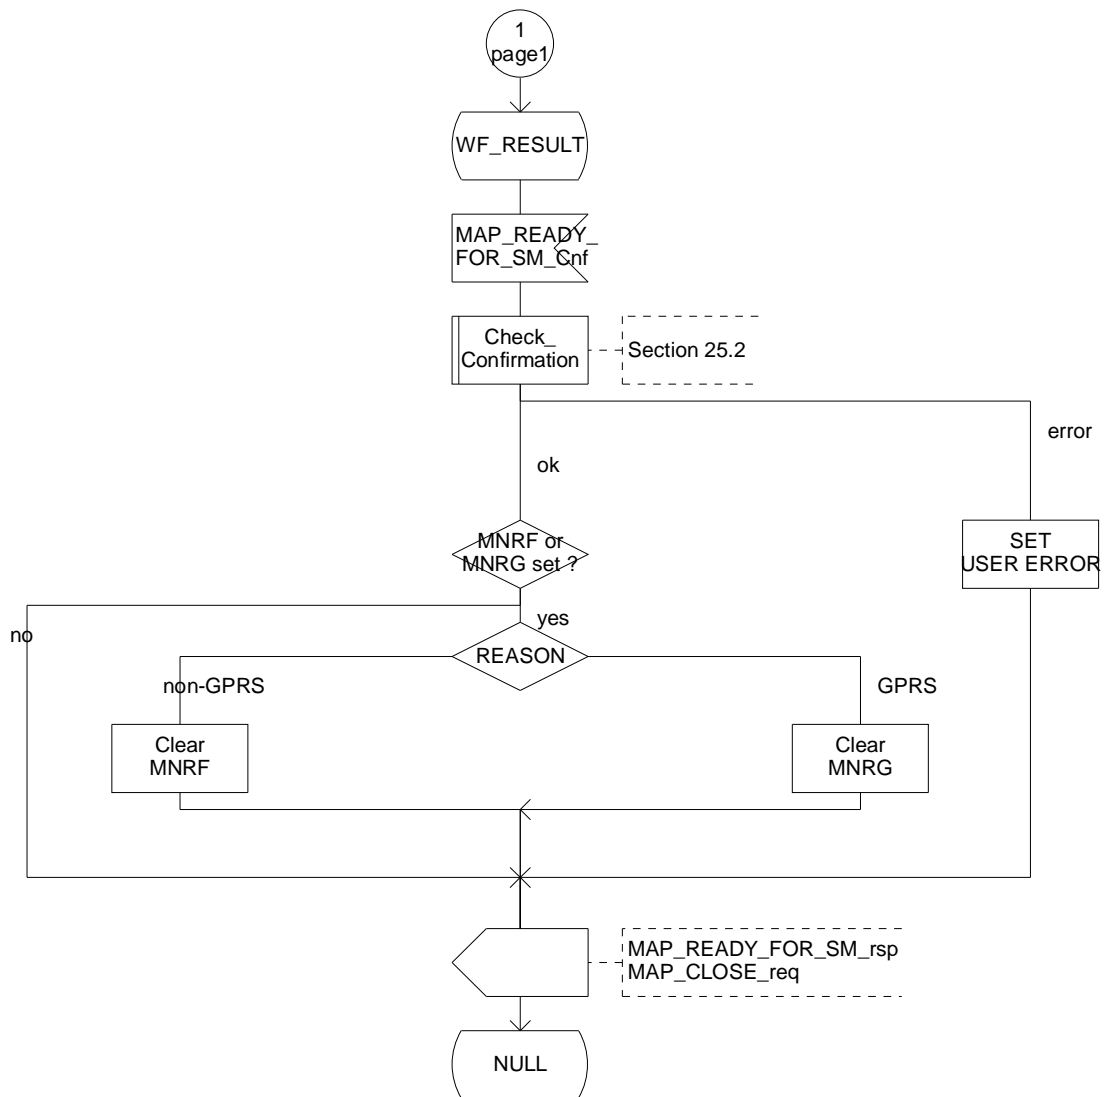 1
page1
WF_RESULT
MAP_READY_
FOR_SM_Cnf
Check_
Confirmation
Section 25.2
error
ok
MNRF or
MNRG set ?
SET
USER ERROR
no
yes
REASON
non-GPRS
GPRS
Clear
MNRF
Clear
MNRG
MAP_READY_FOR_SM_rsp
MAP_CLOSE_req
NULL